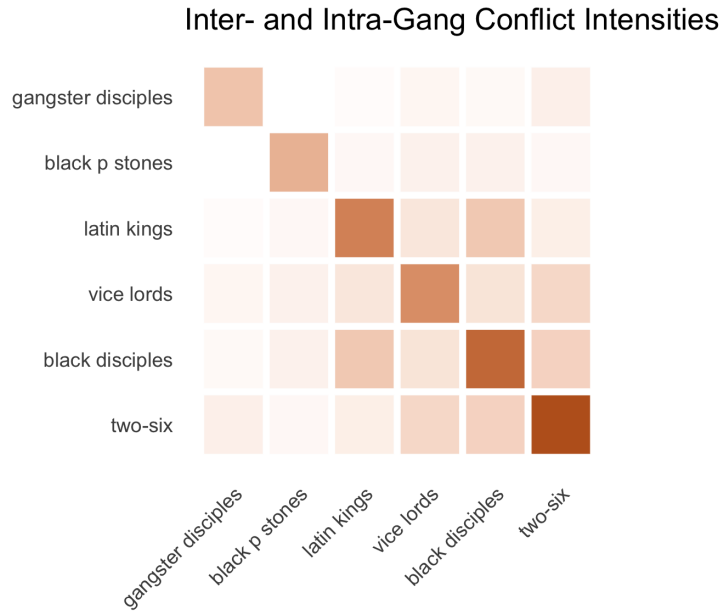 Inter- and Intra-Gang Conflict Intensities
gangster disciples
black p stones
latin kings
vice lords
black disciples
two-six
gangster disciples
black p stones
latin kings
vice lords
black disciples
two-six